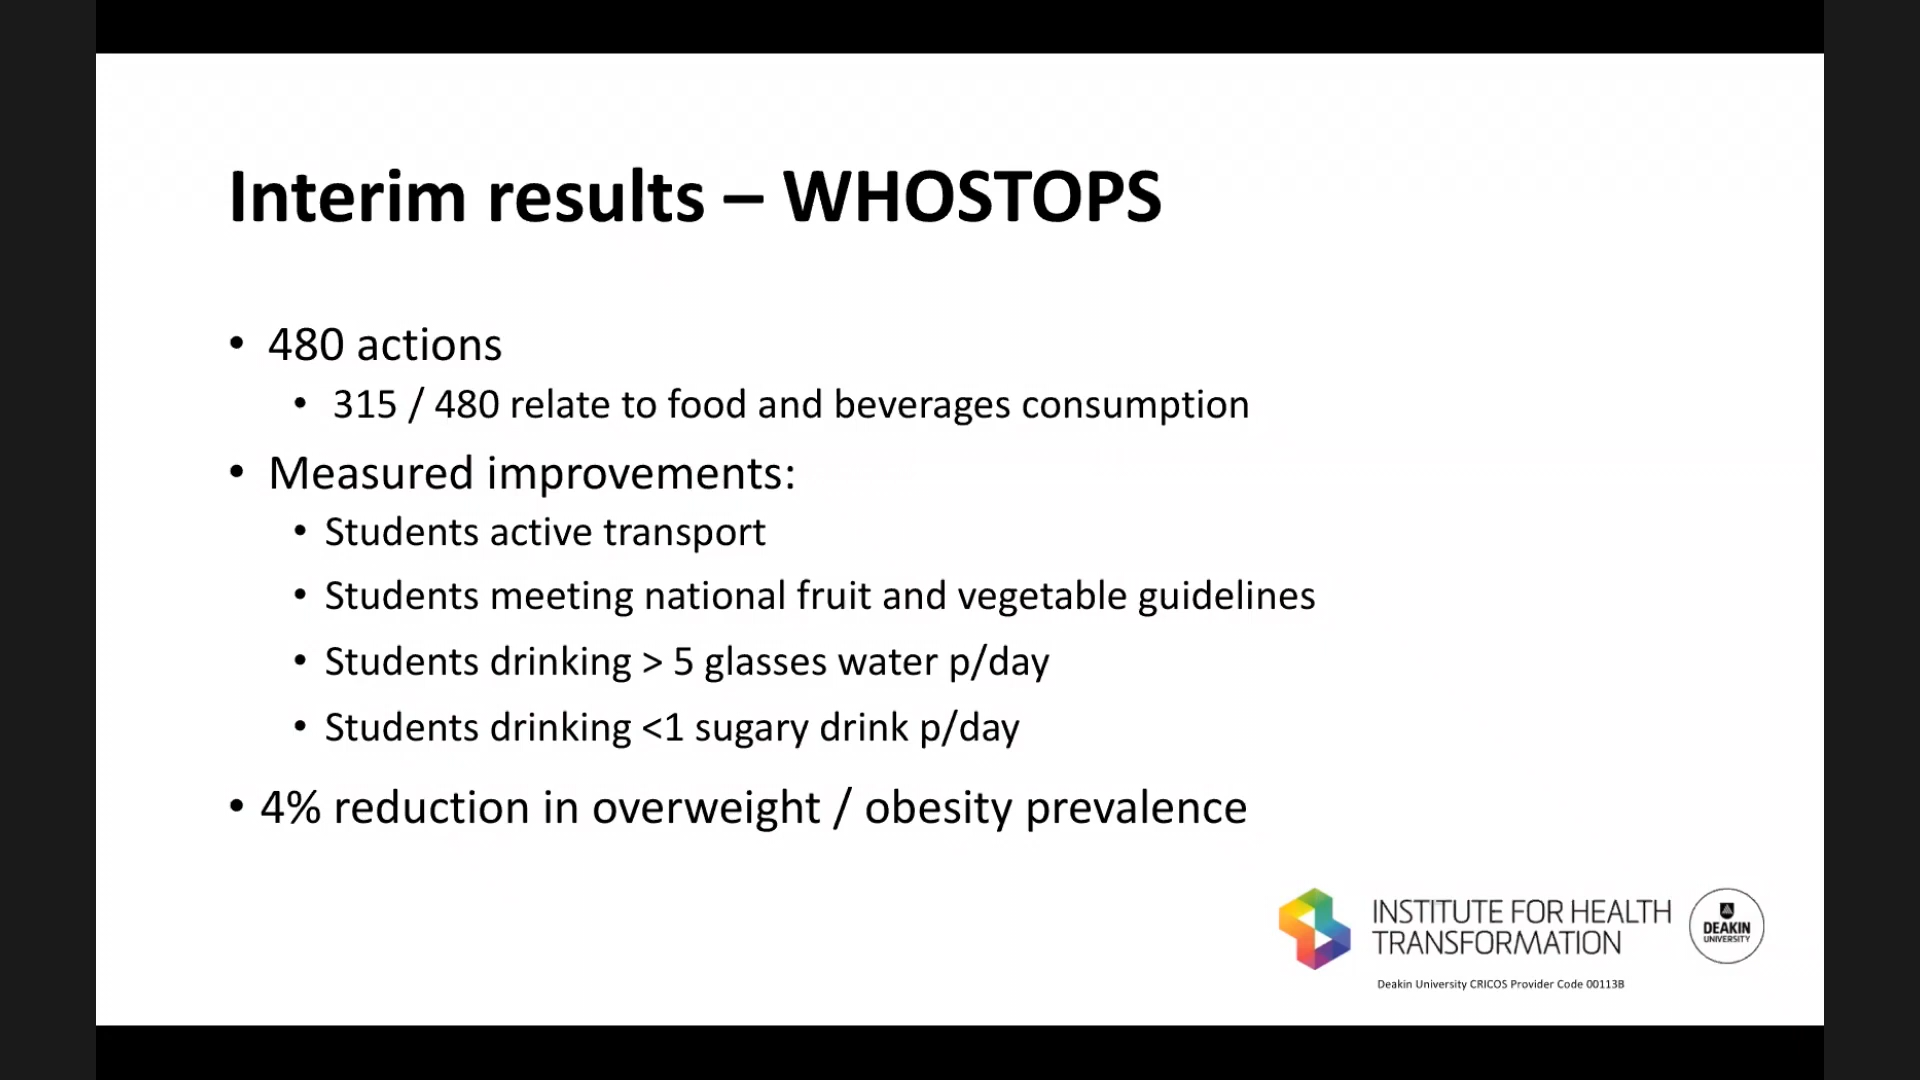 Interim results – WHOSTOPS
• 480 actions
• 315 / 480 relate to food and beverages consumption
• Measured improvements:
• Students active transport
• Students meeting national fruit and vegetable guidelines
• Students drinking > 5 glasses water p/day
• Students drinking <1 sugary drink p/day
• 4% reduction in overweight / obesity prevalence
INSTITUTE FOR HEALTH
TRANSFORMATION
DEAKIN
UNIVERSITY
Deakin University CRICOS Provider Code 00113B